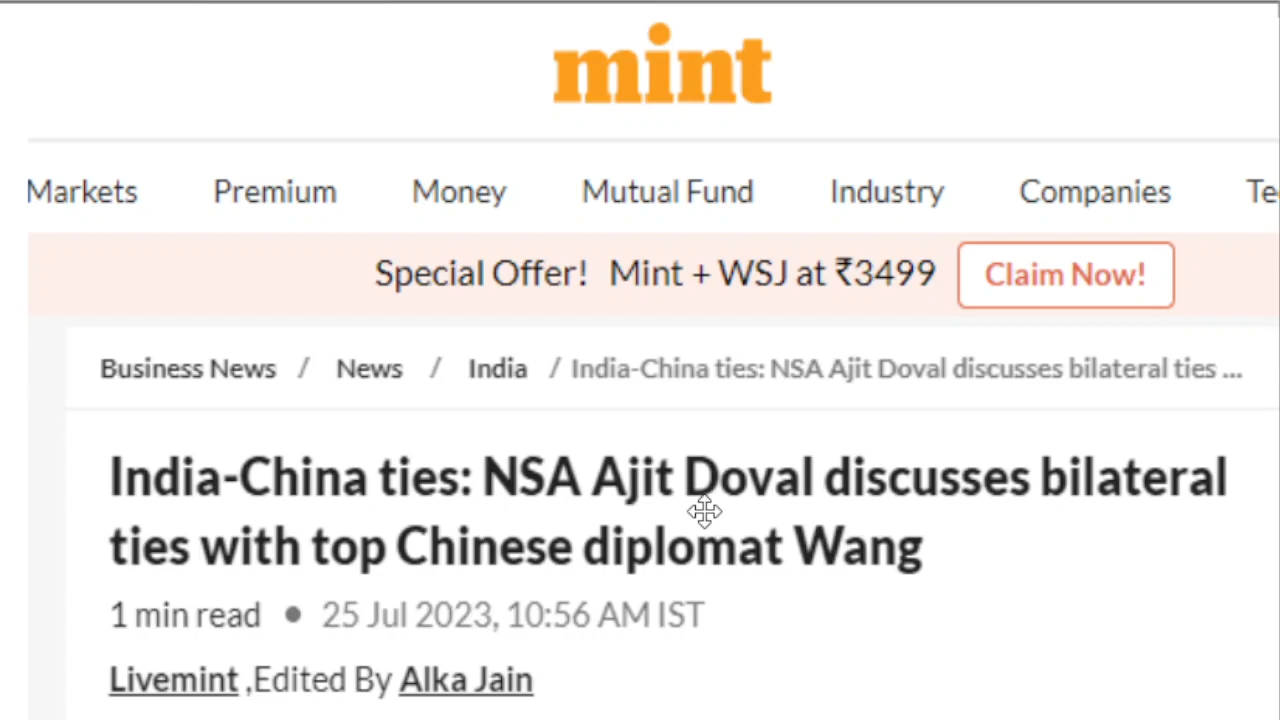 mint
Markets Premium Money Mutual Fund Industry Companies Te
Special Offer! Mint + WSJ at ₹3499 Claim Now!
Business News / News / India / India-China ties: NSA Ajit Doval discusses bilateral ties ...
India-China ties: NSA Ajit Doval discusses bilateral
ties with top Chinese diplomat Wang
1 min read • 25 Jul 2023, 10:56 AM IST
Livemint ,Edited By Alka Jain